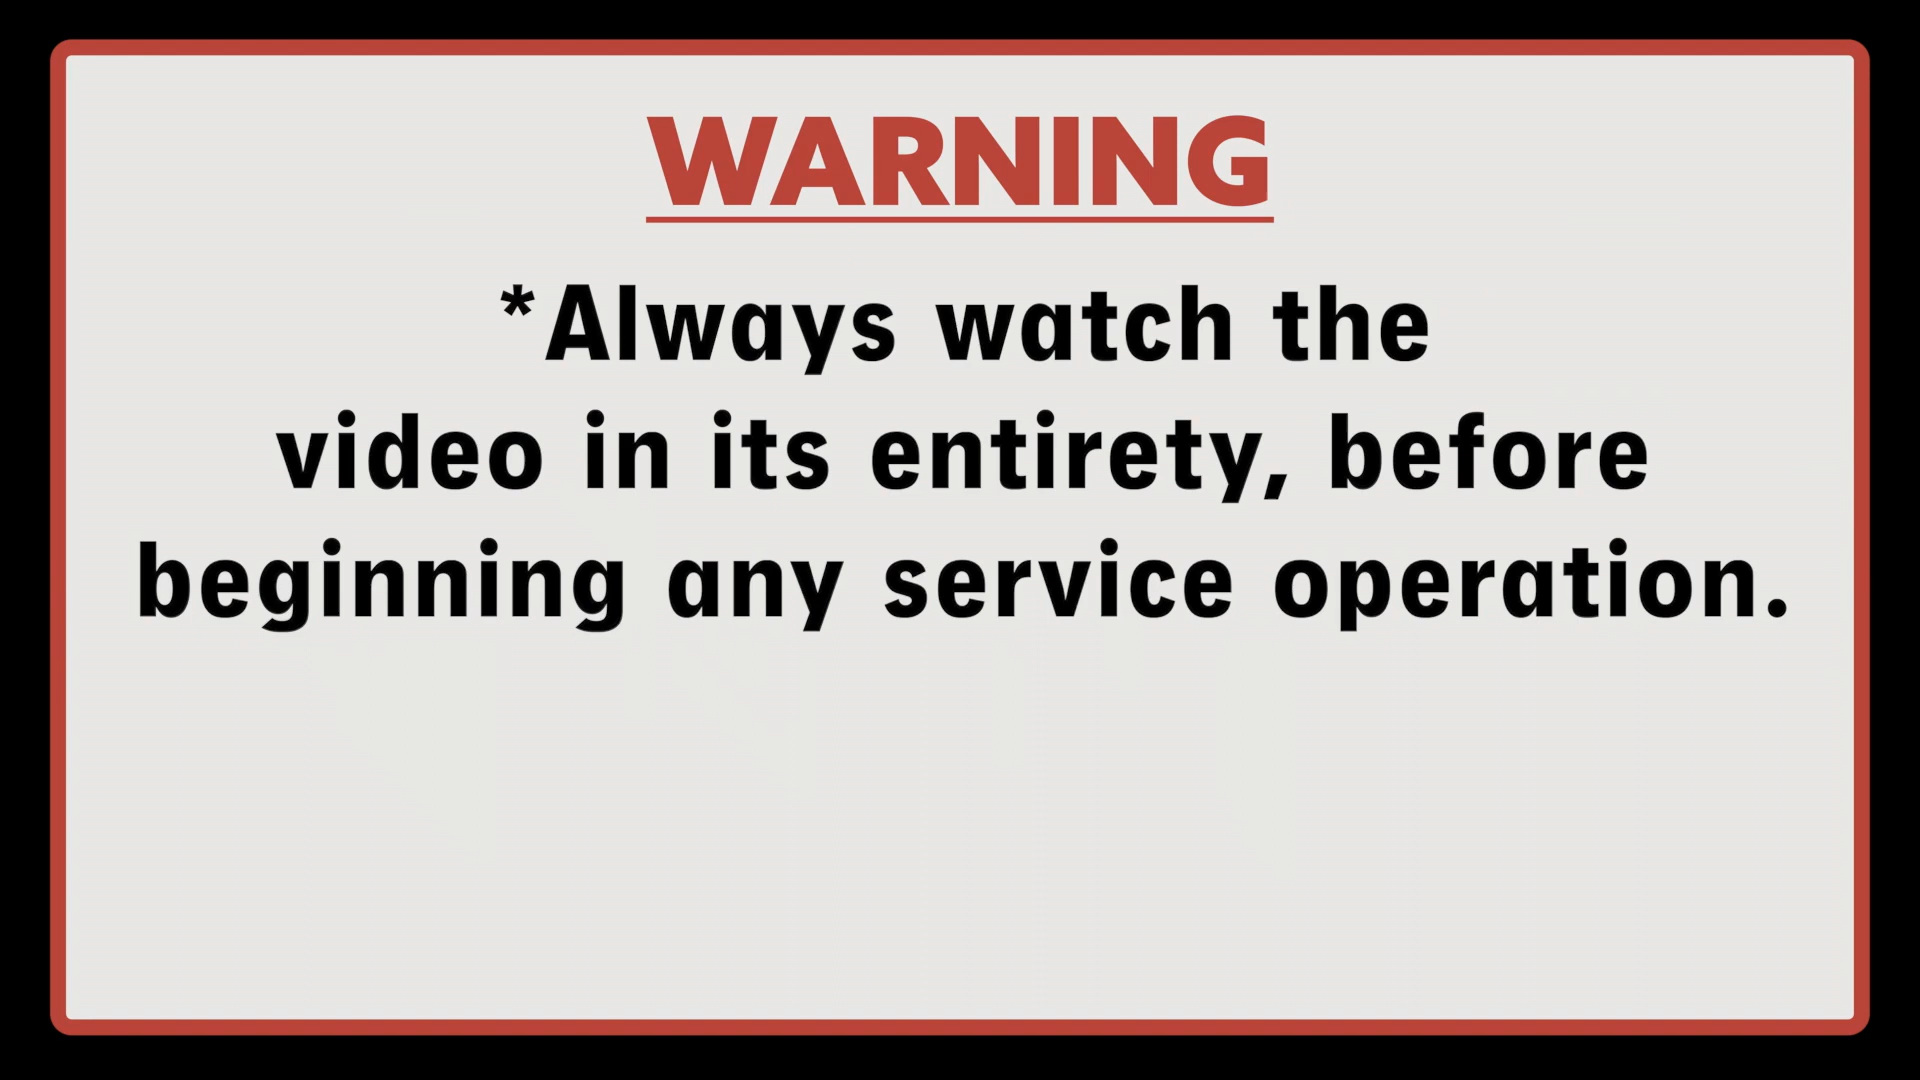 WARNING
*Always watch the
video in its entirety, before
beginning any service operation.